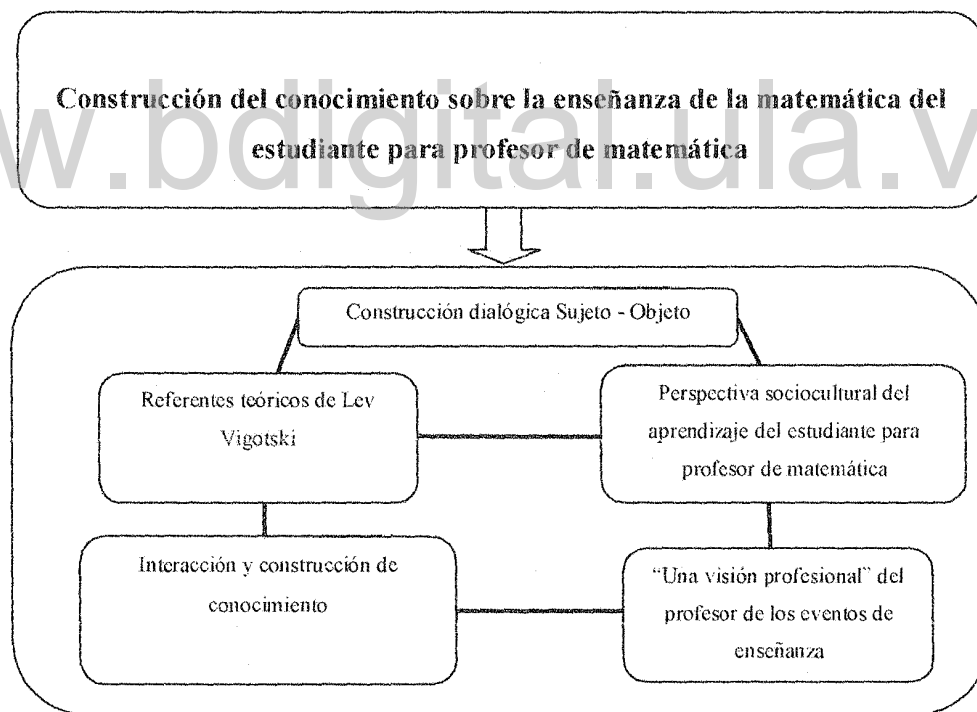 Construcción del conocimiento sobre la enseñanza de la matemática del
estudiante para profesor de matemática
w.bdigital.ula.v
Construcción dialógica Sujeto - Objeto
Referentes teóricos de Lev
Vigotski
Perspectiva sociocultural del
aprendizaje del estudiante para
profesor de matemática
Interacción y construcción de
conocimiento
“Una visión profesional” del
profesor de los eventos de
enseñanza